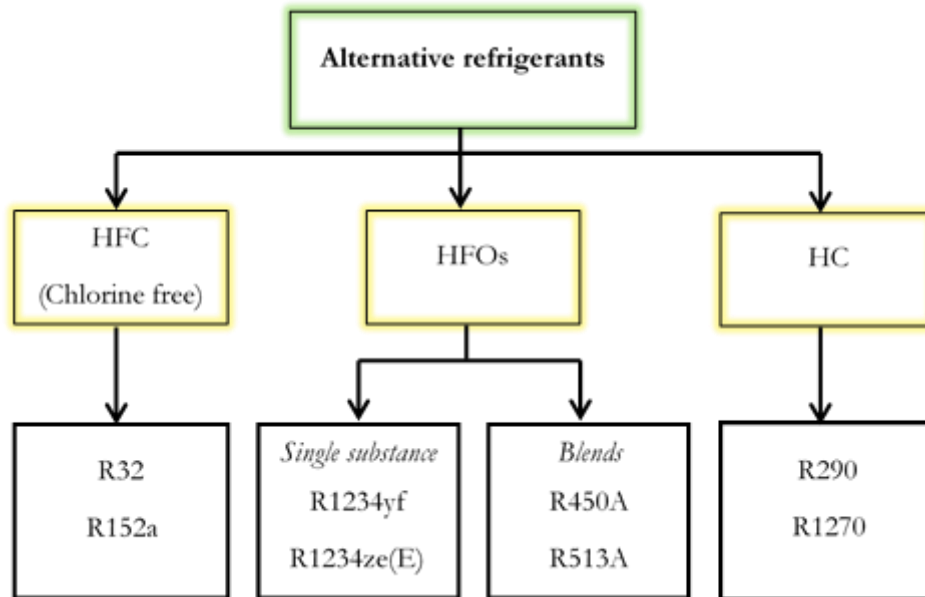 Alternative refrigerants
HFC
(Chlorine free)
HFOs
HC
R32
R152a
Single substance
R1234yf
R1234ze(E)
Blends
R450A
R513A
R290
R1270